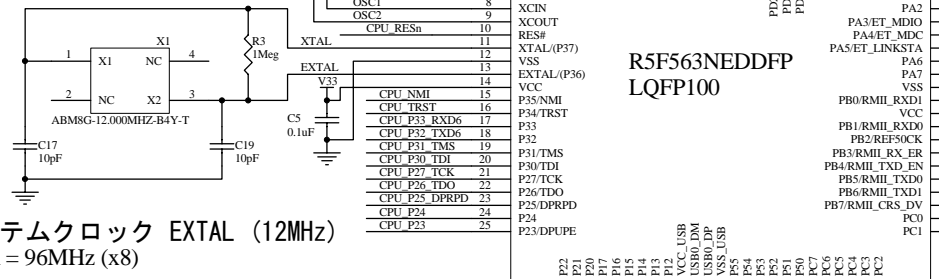 OSC1
8
XCIN
OSC2
9
XCOUT
CPU_RESn
10
RES#
XTAL
11
XTAL/(P37)
12
VSS
EXTAL
13
EXTAL/(P36)
V33
14
VCC
CPU_NMI
15
P35/NMI
CPU_TRST
16
P34/TRST
CPU_P33_RXD6
17
P33
CPU_P32_TXD6
18
P32
CPU_P31_TMS
19
P31/TMS
CPU_P30_TDI
20
P30/TDI
CPU_P27_TCK
21
P27/TCK
CPU_P26_TDO
22
P26/TDO
CPU_P25_DPRPD
23
P25/DPRPD
CPU_P24
24
P24
CPU_P23
25
P23/DPUPE
X1
1
X1
NC
4
2
NC
X2
3
ABM8G-12.000MHZ-B4Y-T
R3
1Meg
C5
0.1uF
C17
10pF
C19
10pF
テムクロック EXTAL (12MHz)
= 96MHz (x8)
R5F563NEDDFP
LQFP100
PA2
PA3/ET_MDIO
PA4/ET_MDC
PA5/ET_LINKSTA
PA6
PA7
VSS
PB0/RMII_RXD1
VCC
PB1/RMII_RXD0
PB2/REF50CK
PB3/RMII_RX_ER
PB4/RMII_TXD_EN
PB5/RMII_TXD0
PB6/RMII_TXD1
PB7/RMII_CRS_DV
PC0
PC1
P22
P21
P20
P17
P16
P15
P14
P13
P12
VCC_USB
USB0_DM
USB0_DP
VSS_USB
P55
P54
P53
P52
P51
P50
PC7
PC6
PC5
PC4
PC3
PC2